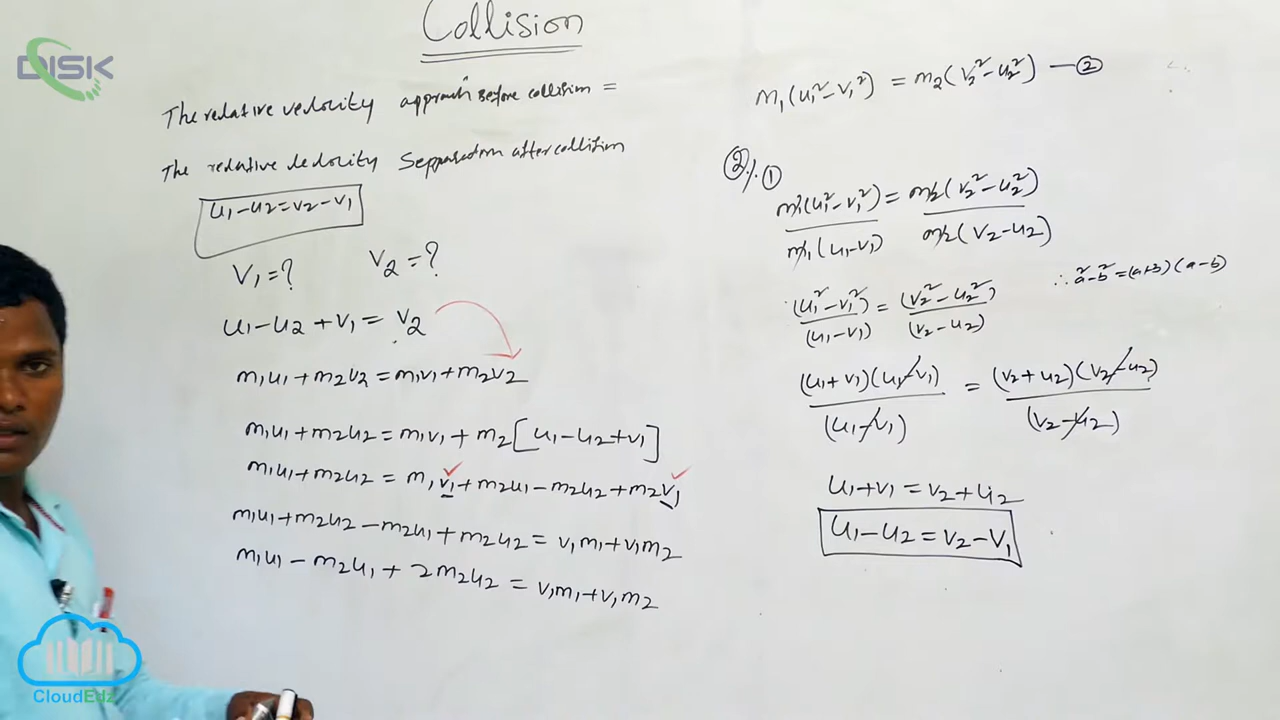 Collision
DISK
The relative velocity approach before collision =
The relative velocity Sepparation after collision
u₁-u₂=v₂-v₁
V₁=? V₂=?
u₁-u₂+v₁= v₂
m₁u₁+m₂v₂=m₁v₁+m₂v₂
m₁u₁+m₂u₂=m₁v₁+m₂[u₁-u₂+v₁]
m₁u₁+m₂u₂= m₁v₁+m₂u₁-m₂u₂+m₂v₁
m₁u₁+m₂u₂-m₂u₁+m₂u₂= v₁m₁+v₁m₂
m₁u₁-m₂u₁+2m₂u₂= v₁m₁+v₁m₂
m₁(u₁²-v₁²)=m₂(v₂²-u₂²)—②
②/.①
m₁(u₁²-v₁²)/m₁(u₁-v₁)=m₂(v₂²-u₂²)/m₂(v₂-u₂)
(u₁²-v₁²)/(u₁-v₁)=(v₂²-u₂²)/(v₂-u₂) ∴a²-b²=(a+b)(a-b)
(u₁+v₁)(u₁-v₁)/(u₁-v₁)=(v₂+u₂)(v₂-u₂)/(v₂-u₂)
u₁+v₁=v₂+u₂
u₁-u₂=v₂-v₁
CloudEdz